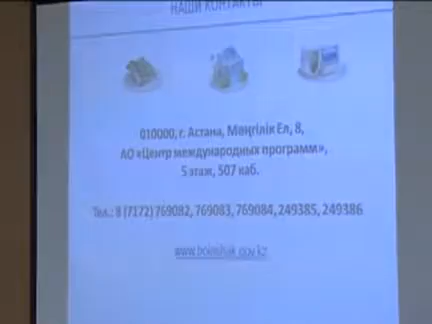 НАШИ КОНТАКТЫ
010000, г. Астана, Мәңгілік Ел, 8,
АО «Центр международных программ»,
5 этаж, 507 каб.
Тел.: 8 (7172) 769082, 769083, 769084, 249385, 249386
www.bolashak.gov.kz